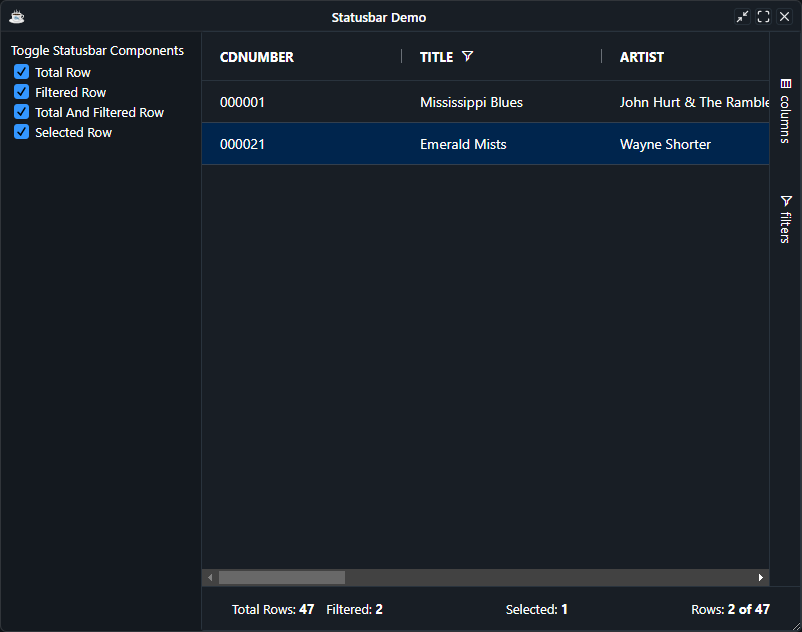 Statusbar Demo
Toggle Statusbar Components
Total Row
Filtered Row
Total And Filtered Row
Selected Row
CDNUMBER TITLE ARTIST
000001 Mississippi Blues John Hurt & The Ramble
000021 Emerald Mists Wayne Shorter
columns
filters
Total Rows: 47 Filtered: 2 Selected: 1 Rows: 2 of 47